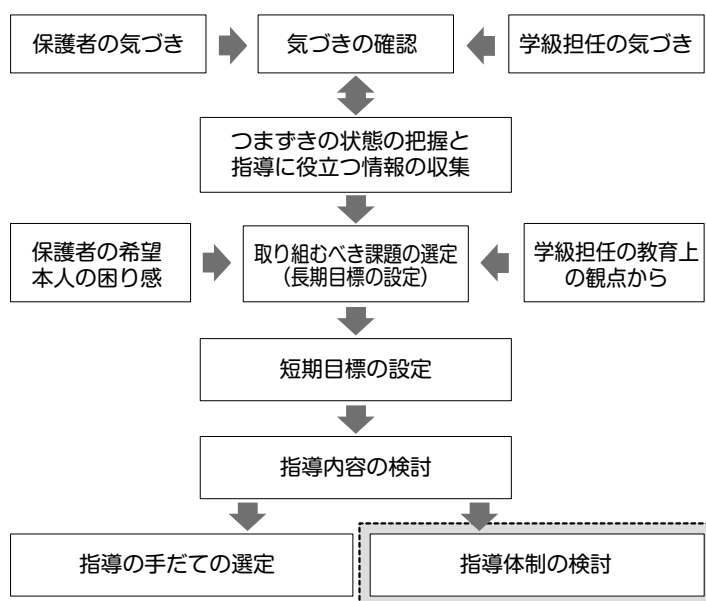 保護者の気づき
気づきの確認
学級担任の気づき
つまずきの状態の把握と
指導に役立つ情報の収集
保護者の希望
本人の困り感
取り組むべき課題の選定
（長期目標の設定）
学級担任の教育上
の観点から
短期目標の設定
指導内容の検討
指導の手だての選定
指導体制の検討